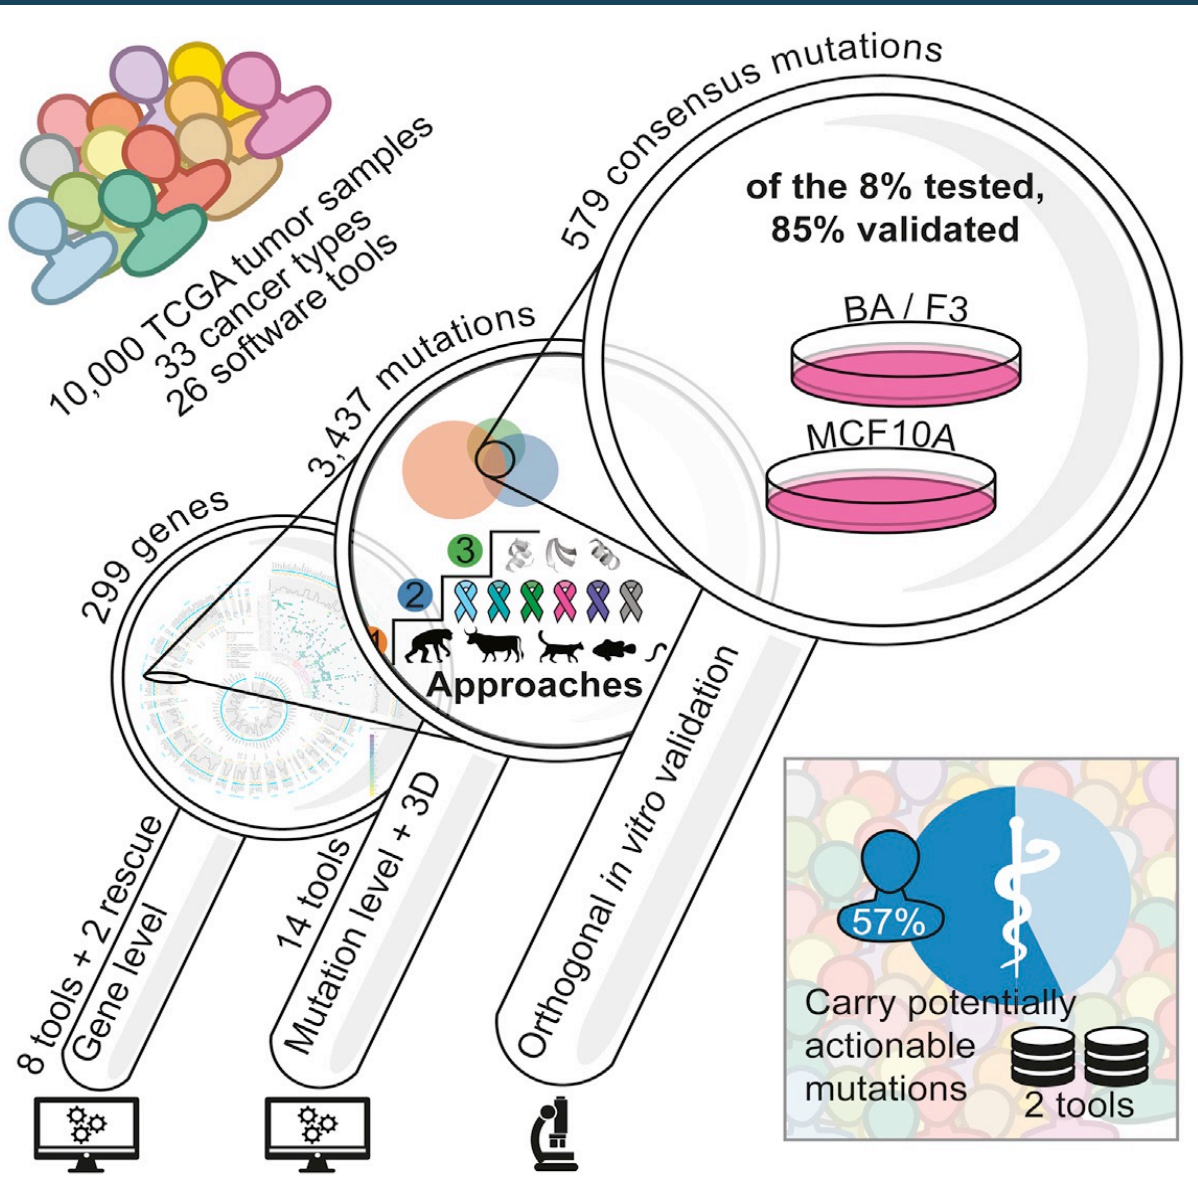 10,000 TCGA tumor samples
33 cancer types
26 software tools
299 genes
3,437 mutations
579 consensus mutations
of the 8% tested,
85% validated
BA / F3
MCF10A
3
2
1
Approaches
8 tools + 2 rescue
Gene level
14 tools
Mutation level + 3D
Orthogonal in vitro validation
57%
Carry potentially
actionable
mutations
2 tools